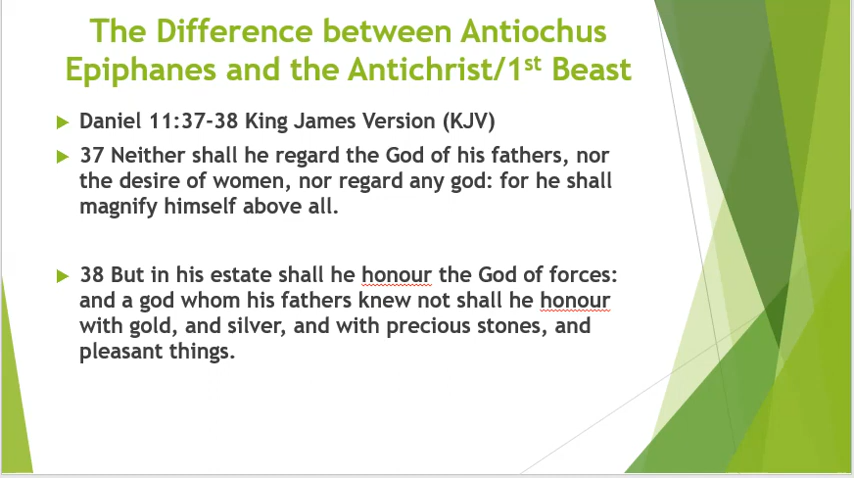 The Difference between Antiochus
Epiphanes and the Antichrist/1st Beast
Daniel 11:37-38 King James Version (KJV)
37 Neither shall he regard the God of his fathers, nor
the desire of women, nor regard any god: for he shall
magnify himself above all.
38 But in his estate shall he honour the God of forces:
and a god whom his fathers knew not shall he honour
with gold, and silver, and with precious stones, and
pleasant things.